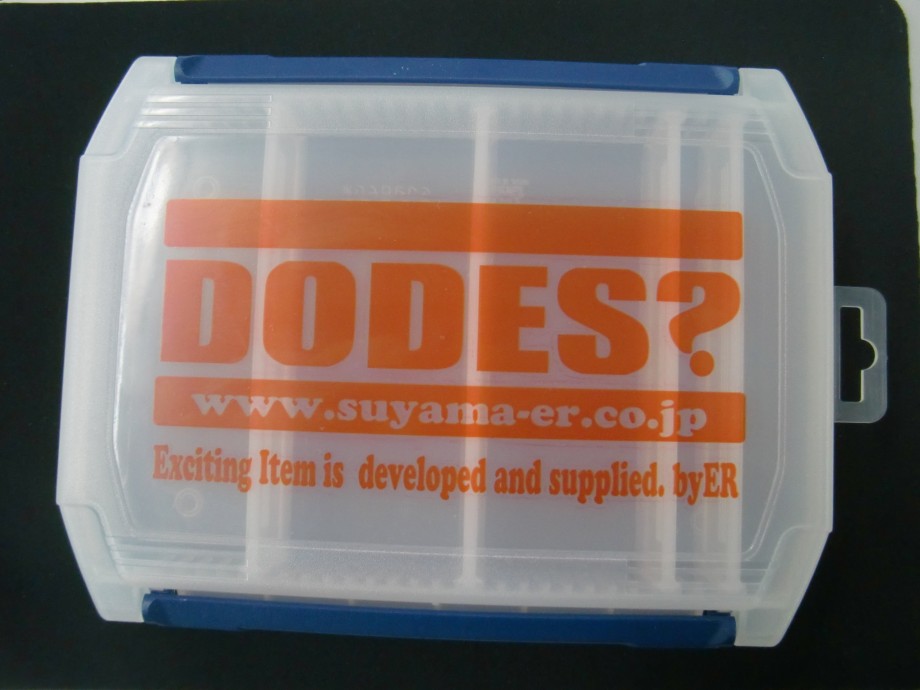 DODES?
www.suyama-er.co.jp
Exciting Item is developed and supplied. byER